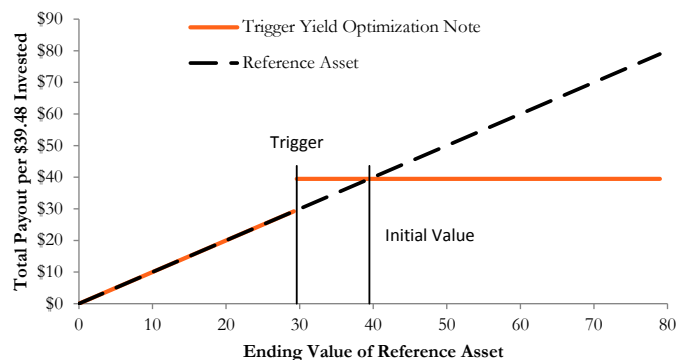 $90
$80
$70
$60
$50
$40
$30
$20
$10
$0
Total Payout per $39.48 Invested
Trigger Yield Optimization Note
Reference Asset
Trigger
Initial Value
0 10 20 30 40 50 60 70 80
Ending Value of Reference Asset